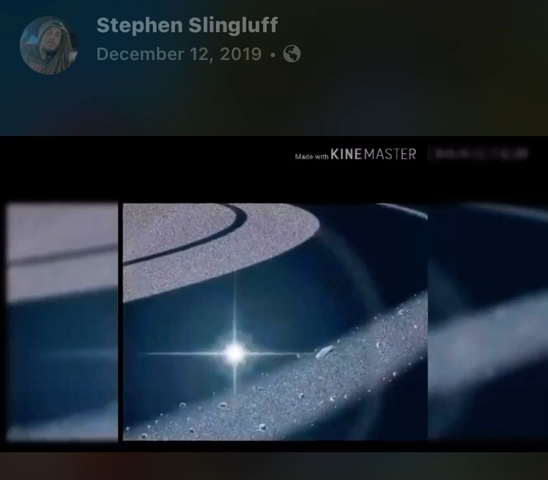 Stephen Slingluff
December 12, 2019 •
Made with KINEMASTER